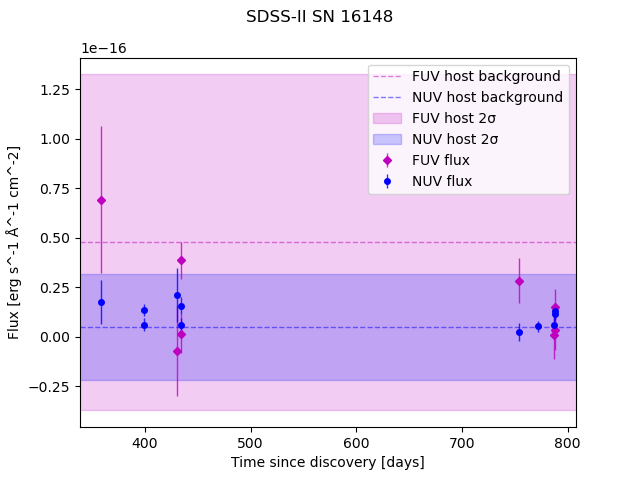 SDSS-II SN 16148
1e−16
FUV host background
NUV host background
FUV host 2σ
NUV host 2σ
FUV flux
NUV flux
1.25
1.00
0.75
0.50
0.25
0.00
−0.25
Flux [erg s^-1 Å^-1 cm^-2]
400
500
600
700
800
Time since discovery [days]